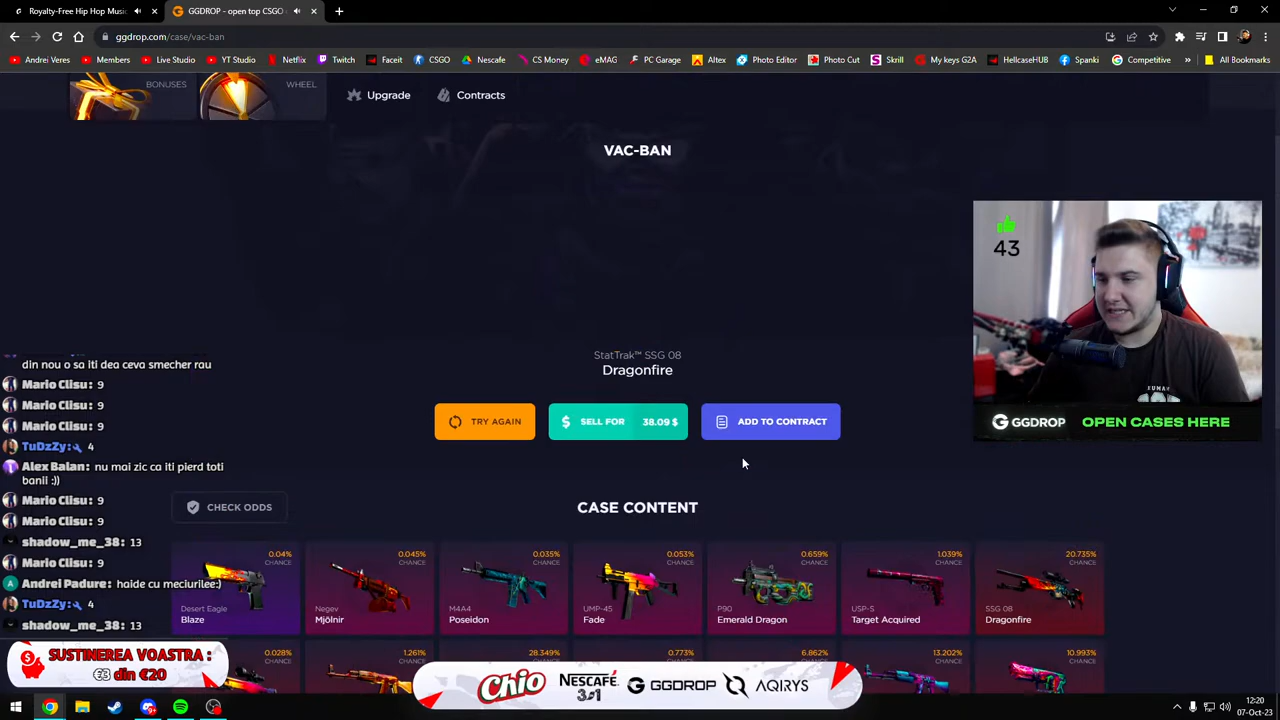 Royalty-Free Hip Hop Music
GGDROP - open top CSGO
ggdrop.com/case/vac-ban
Andrei Veres
Members
Live Studios
YT Studio
Netflix
Twitch
Faceit
CSGO
Nescafe
CS Money
eMAG
PC Garage
Altex
Photo Editor
Photo Cut
Skrill
My keys G2A
HellcaseHUB
Spanki
Competitive
All Bookmarks
BONUSES
WHEEL
Upgrade
Contracts
VAC-BAN
43
GGDROP OPEN CASES HERE
StatTrak™ SSG 08
Dragonfire
TRY AGAIN
SELL FOR 38.09 $
ADD TO CONTRACT
din nou o sa iti dea ceva smecher rau
Mario Clisu: 9
Mario Clisu: 9
Mario Clisu: 9
TuDzZy: 4
Alex Balan: nu mai zic ca iti pierd toti
banii :))
Mario Clisu: 9
Mario Clisu: 9
shadow_me_38: 13
Mario Clisu: 9
Andrei Padure: haide cu meciurilee:)
TuDzZy: 4
shadow_me_38: 13
CHECK ODDS
CASE CONTENT
0.04%
CHANCE
Desert Eagle
Blaze
0.045%
CHANCE
Negev
Mjölnir
0.035%
CHANCE
M4A4
Poseidon
0.053%
CHANCE
UMP-45
Fade
0.659%
CHANCE
P90
Emerald Dragon
1.039%
CHANCE
USP-S
Target Acquired
20.735%
CHANCE
SSG 08
Dragonfire
0.028%
1.261%
28.349%
0.773%
6.862%
13.202%
10.993%
SUSTINEREA VOASTRA :
€3 din €20
Chio
NESCAFÉ
3in1
GGDROP
AQIRYS
12:20
07-Oct-23